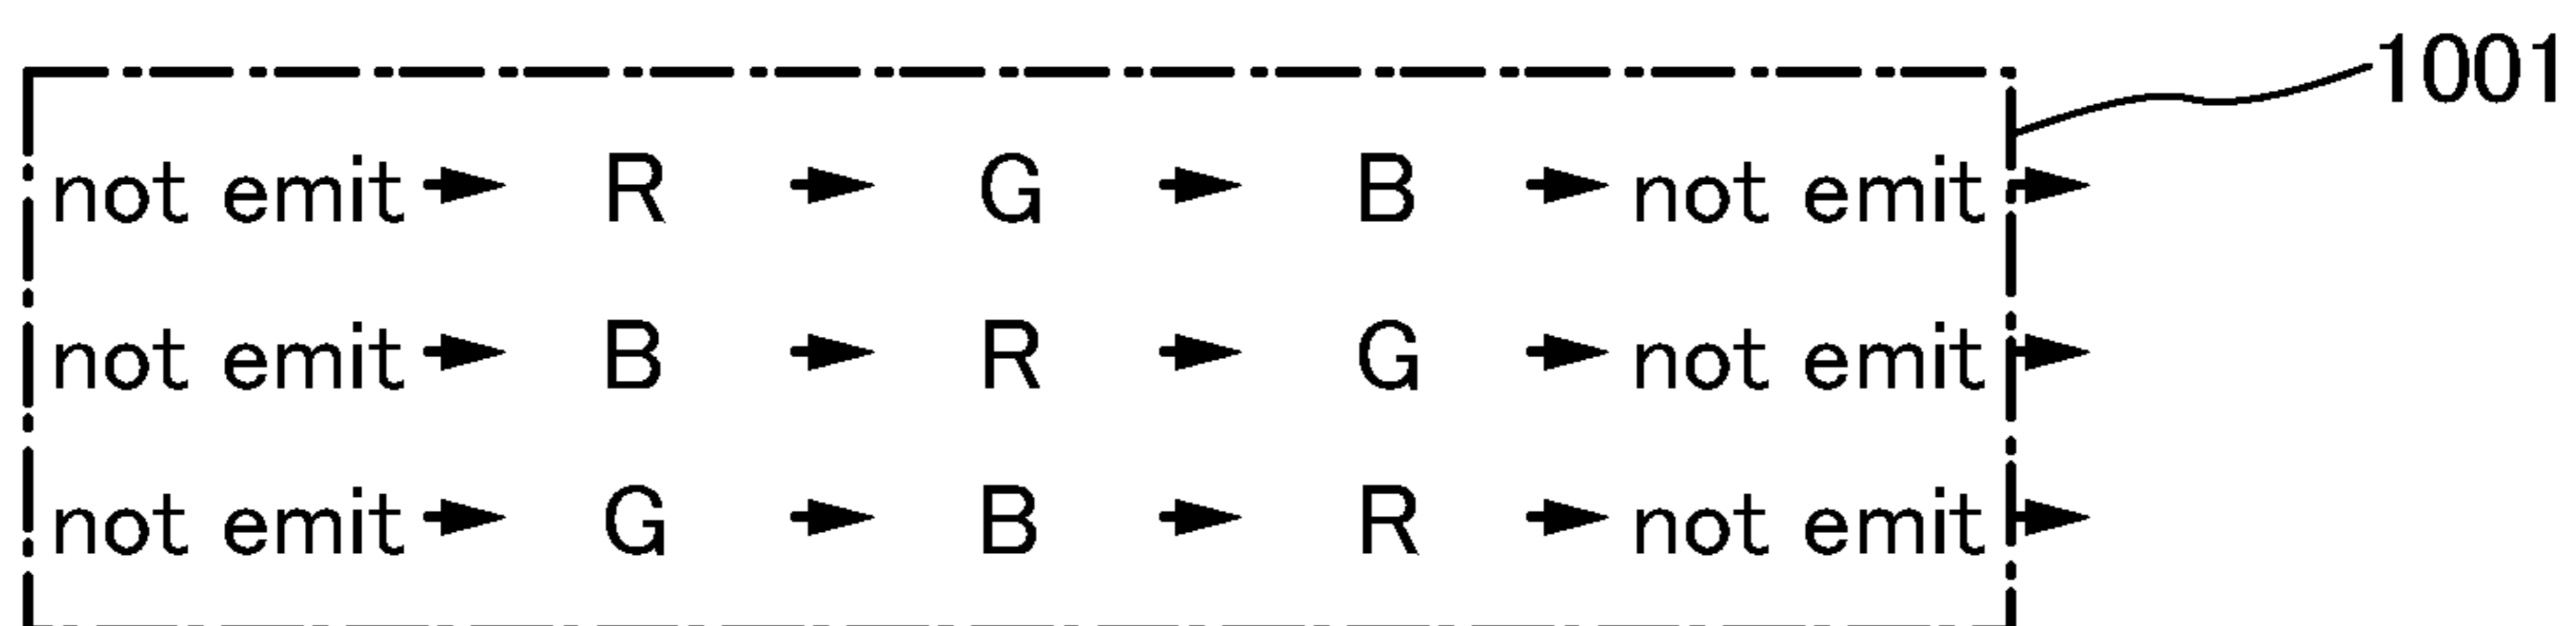 1001
not emit → R → G → B → not emit →
not emit → B → R → G → not emit →
not emit → G → B → R → not emit →